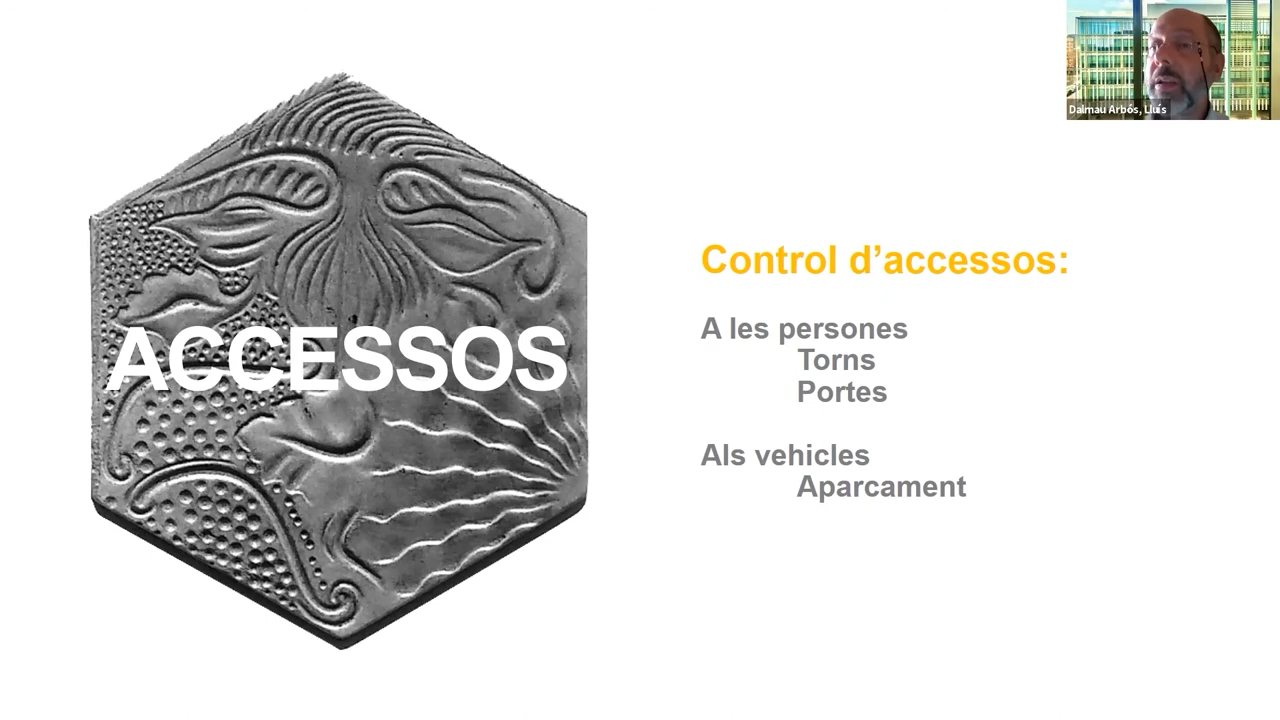 Dalmau Arbós, Lluís
ACCESSOS
Control d’accessos:
A les persones
Torns
Portes
Als vehicles
Aparcament